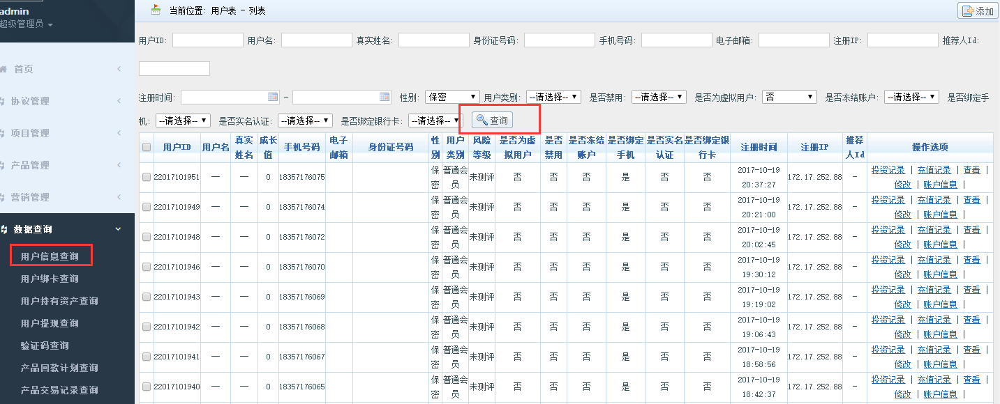 admin
超级管理员
首页
协议管理
项目管理
产品管理
营销管理
数据查询
用户信息查询
用户绑卡查询
用户持有资产查询
用户提现查询
验证码查询
产品回款计划查询
产品交易记录查询
当前位置: 用户表 - 列表
添加
用户ID: 用户名: 真实姓名: 身份证号码: 手机号码: 电子邮箱: 注册IP: 推荐人Id:
注册时间: - 性别: 保密 用户类别: --请选择-- 是否禁用: --请选择-- 是否为虚拟用户: 否 是否冻结账户: --请选择-- 是否绑定手
机: --请选择-- 是否实名认证: --请选择-- 是否绑定银行卡: --请选择-- 查询
用户ID 用户名 真实姓名 成长值 手机号码 电子邮箱 身份证号码 性别 用户类别 风险等级 是否为虚拟用户 是否禁用 是否冻结账户 是否绑定手机 是否实名认证 是否绑定银行卡 注册时间 注册IP 推荐人Id 操作选项
22017101951 — — 0 18357176075 保密 普通会员 未测评 否 否 否 是 否 否 2017-10-19 20:37:27 172.17.252.88 - 投资记录 | 充值记录 | 查看 | 修改 | 账户信息 |
22017101949 — — 0 18357176074 保密 普通会员 未测评 否 否 否 是 否 否 2017-10-19 20:21:00 172.17.252.88 - 投资记录 | 充值记录 | 查看 | 修改 | 账户信息 |
22017101948 — — 0 18357176072 保密 普通会员 未测评 否 否 否 是 否 否 2017-10-19 20:02:45 172.17.252.88 - 投资记录 | 充值记录 | 查看 | 修改 | 账户信息 |
22017101946 — — 0 18357176070 保密 普通会员 未测评 否 否 否 是 否 否 2017-10-19 19:30:12 172.17.252.88 - 投资记录 | 充值记录 | 查看 | 修改 | 账户信息 |
22017101943 — — 0 18357176069 保密 普通会员 未测评 否 否 否 是 否 否 2017-10-19 19:19:02 172.17.252.88 - 投资记录 | 充值记录 | 查看 | 修改 | 账户信息 |
22017101942 — — 0 18357176068 保密 普通会员 未测评 否 否 否 是 否 否 2017-10-19 19:06:43 172.17.252.88 - 投资记录 | 充值记录 | 查看 | 修改 | 账户信息 |
22017101941 — — 0 18357176067 保密 普通会员 未测评 否 否 否 是 否 否 2017-10-19 18:58:56 172.17.252.88 - 投资记录 | 充值记录 | 查看 | 修改 | 账户信息 |
22017101940 — — 0 18357176065 保密 普通会员 未测评 否 否 否 是 否 否 2017-10-19 18:42:37 172.17.252.88 - 投资记录 | 充值记录 | 查看 | 修改 | 账户信息 |